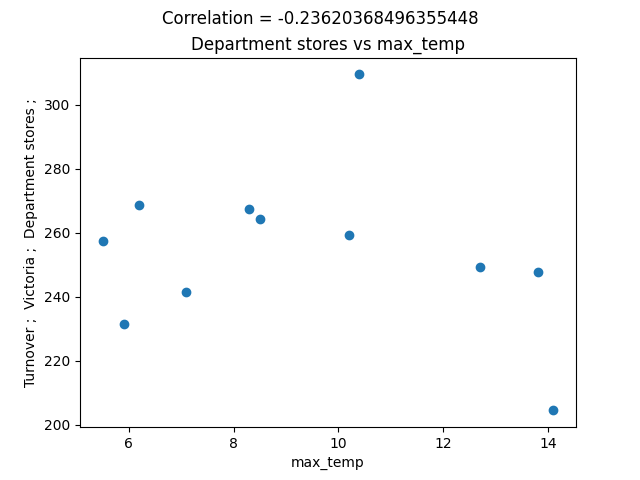 Correlation = -0.23620368496355448
Department stores vs max_temp
Turnover ;  Victoria ;  Department stores ;
300
280
260
240
220
200
6
8
10
12
14
max_temp